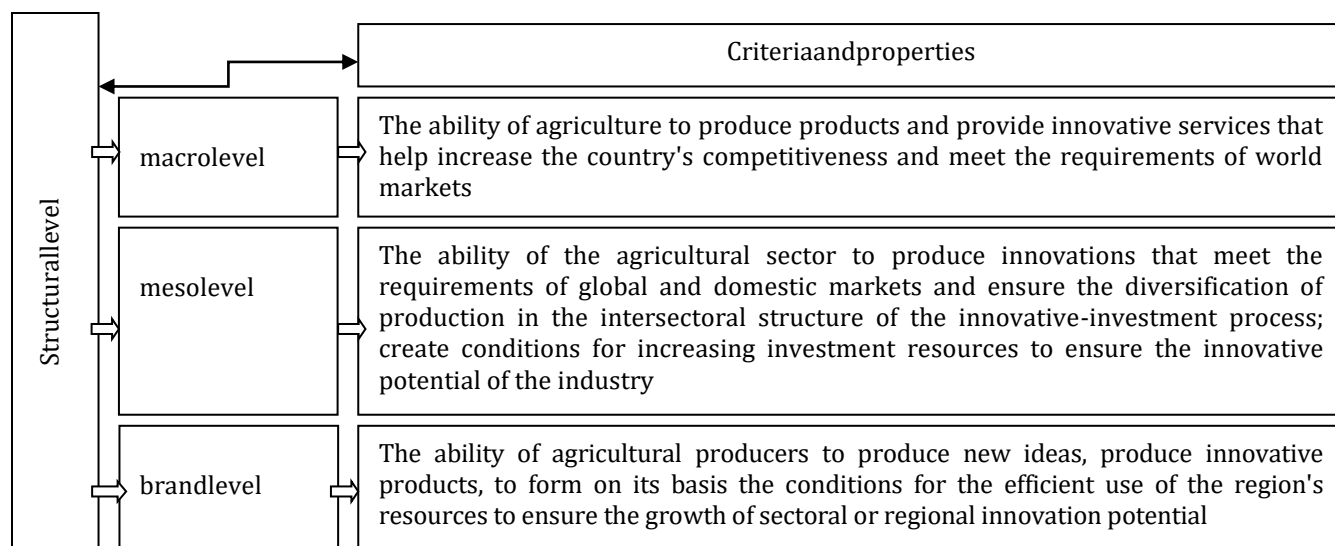 Structurallevel
Criteriaandproperties
macrolevel
The ability of agriculture to produce products and provide innovative services that
help increase the country's competitiveness and meet the requirements of world
markets
mesolevel
The ability of the agricultural sector to produce innovations that meet the
requirements of global and domestic markets and ensure the diversification of
production in the intersectoral structure of the innovative-investment process;
create conditions for increasing investment resources to ensure the innovative
potential of the industry
brandlevel
The ability of agricultural producers to produce new ideas, produce innovative
products, to form on its basis the conditions for the efficient use of the region's
resources to ensure the growth of sectoral or regional innovation potential